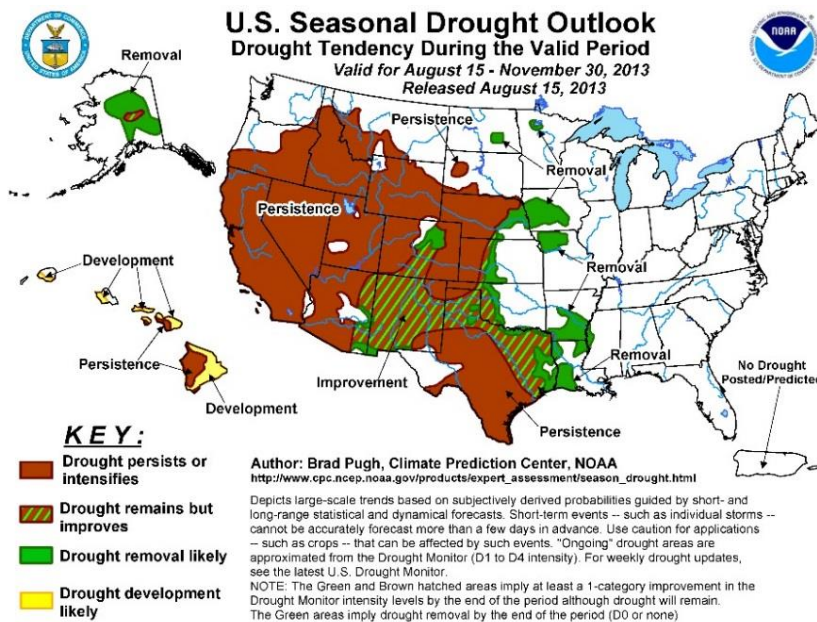 U.S. Seasonal Drought Outlook
Drought Tendency During the Valid Period
Valid for August 15 - November 30, 2013
Released August 15, 2013
DEPARTMENT OF COMMERCE
UNITED STATES OF AMERICA
NOAA
Removal
Persistence
Removal
Persistence
Development
Removal
Persistence
Improvement
Removal
No Drought
Posted/Predicted
Development
Persistence
KEY:
Drought persists or
intensifies
Drought remains but
improves
Drought removal likely
Drought development
likely
Author: Brad Pugh, Climate Prediction Center, NOAA
http://www.cpc.ncep.noaa.gov/products/expert_assessment/season_drought.html
Depicts large-scale trends based on subjectively derived probabilities guided by short- and
long-range statistical and dynamical forecasts. Short-term events -- such as individual storms --
cannot be accurately forecast more than a few days in advance. Use caution for applications
-- such as crops -- that can be affected by such events. "Ongoing" drought areas are
approximated from the Drought Monitor (D1 to D4 intensity). For weekly drought updates,
see the latest U.S. Drought Monitor.
NOTE: The Green and Brown hatched areas imply at least a 1-category improvement in the
Drought Monitor intensity levels by the end of the period although drought will remain.
The Green areas imply drought removal by the end of the period (D0 or none)